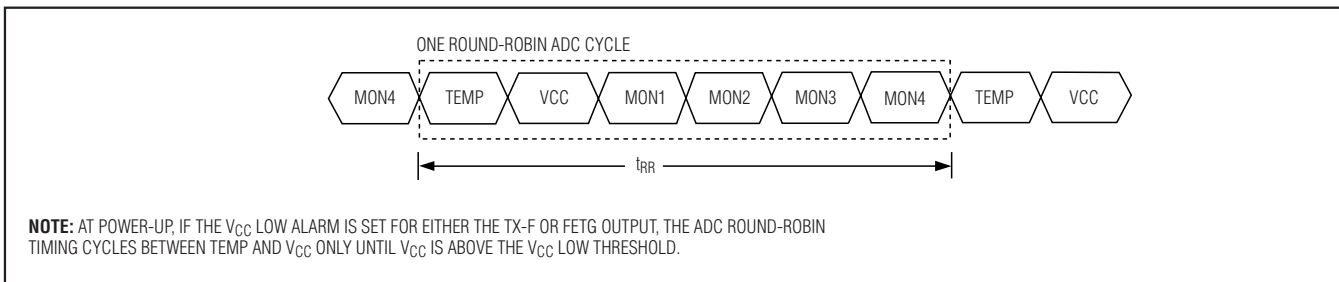 ONE ROUND-ROBIN ADC CYCLE
MON4 TEMP VCC MON1 MON2 MON3 MON4 TEMP VCC
tRR
NOTE: AT POWER-UP, IF THE VCC LOW ALARM IS SET FOR EITHER THE TX-F OR FETG OUTPUT, THE ADC ROUND-ROBIN
TIMING CYCLES BETWEEN TEMP AND VCC ONLY UNTIL VCC IS ABOVE THE VCC LOW THRESHOLD.